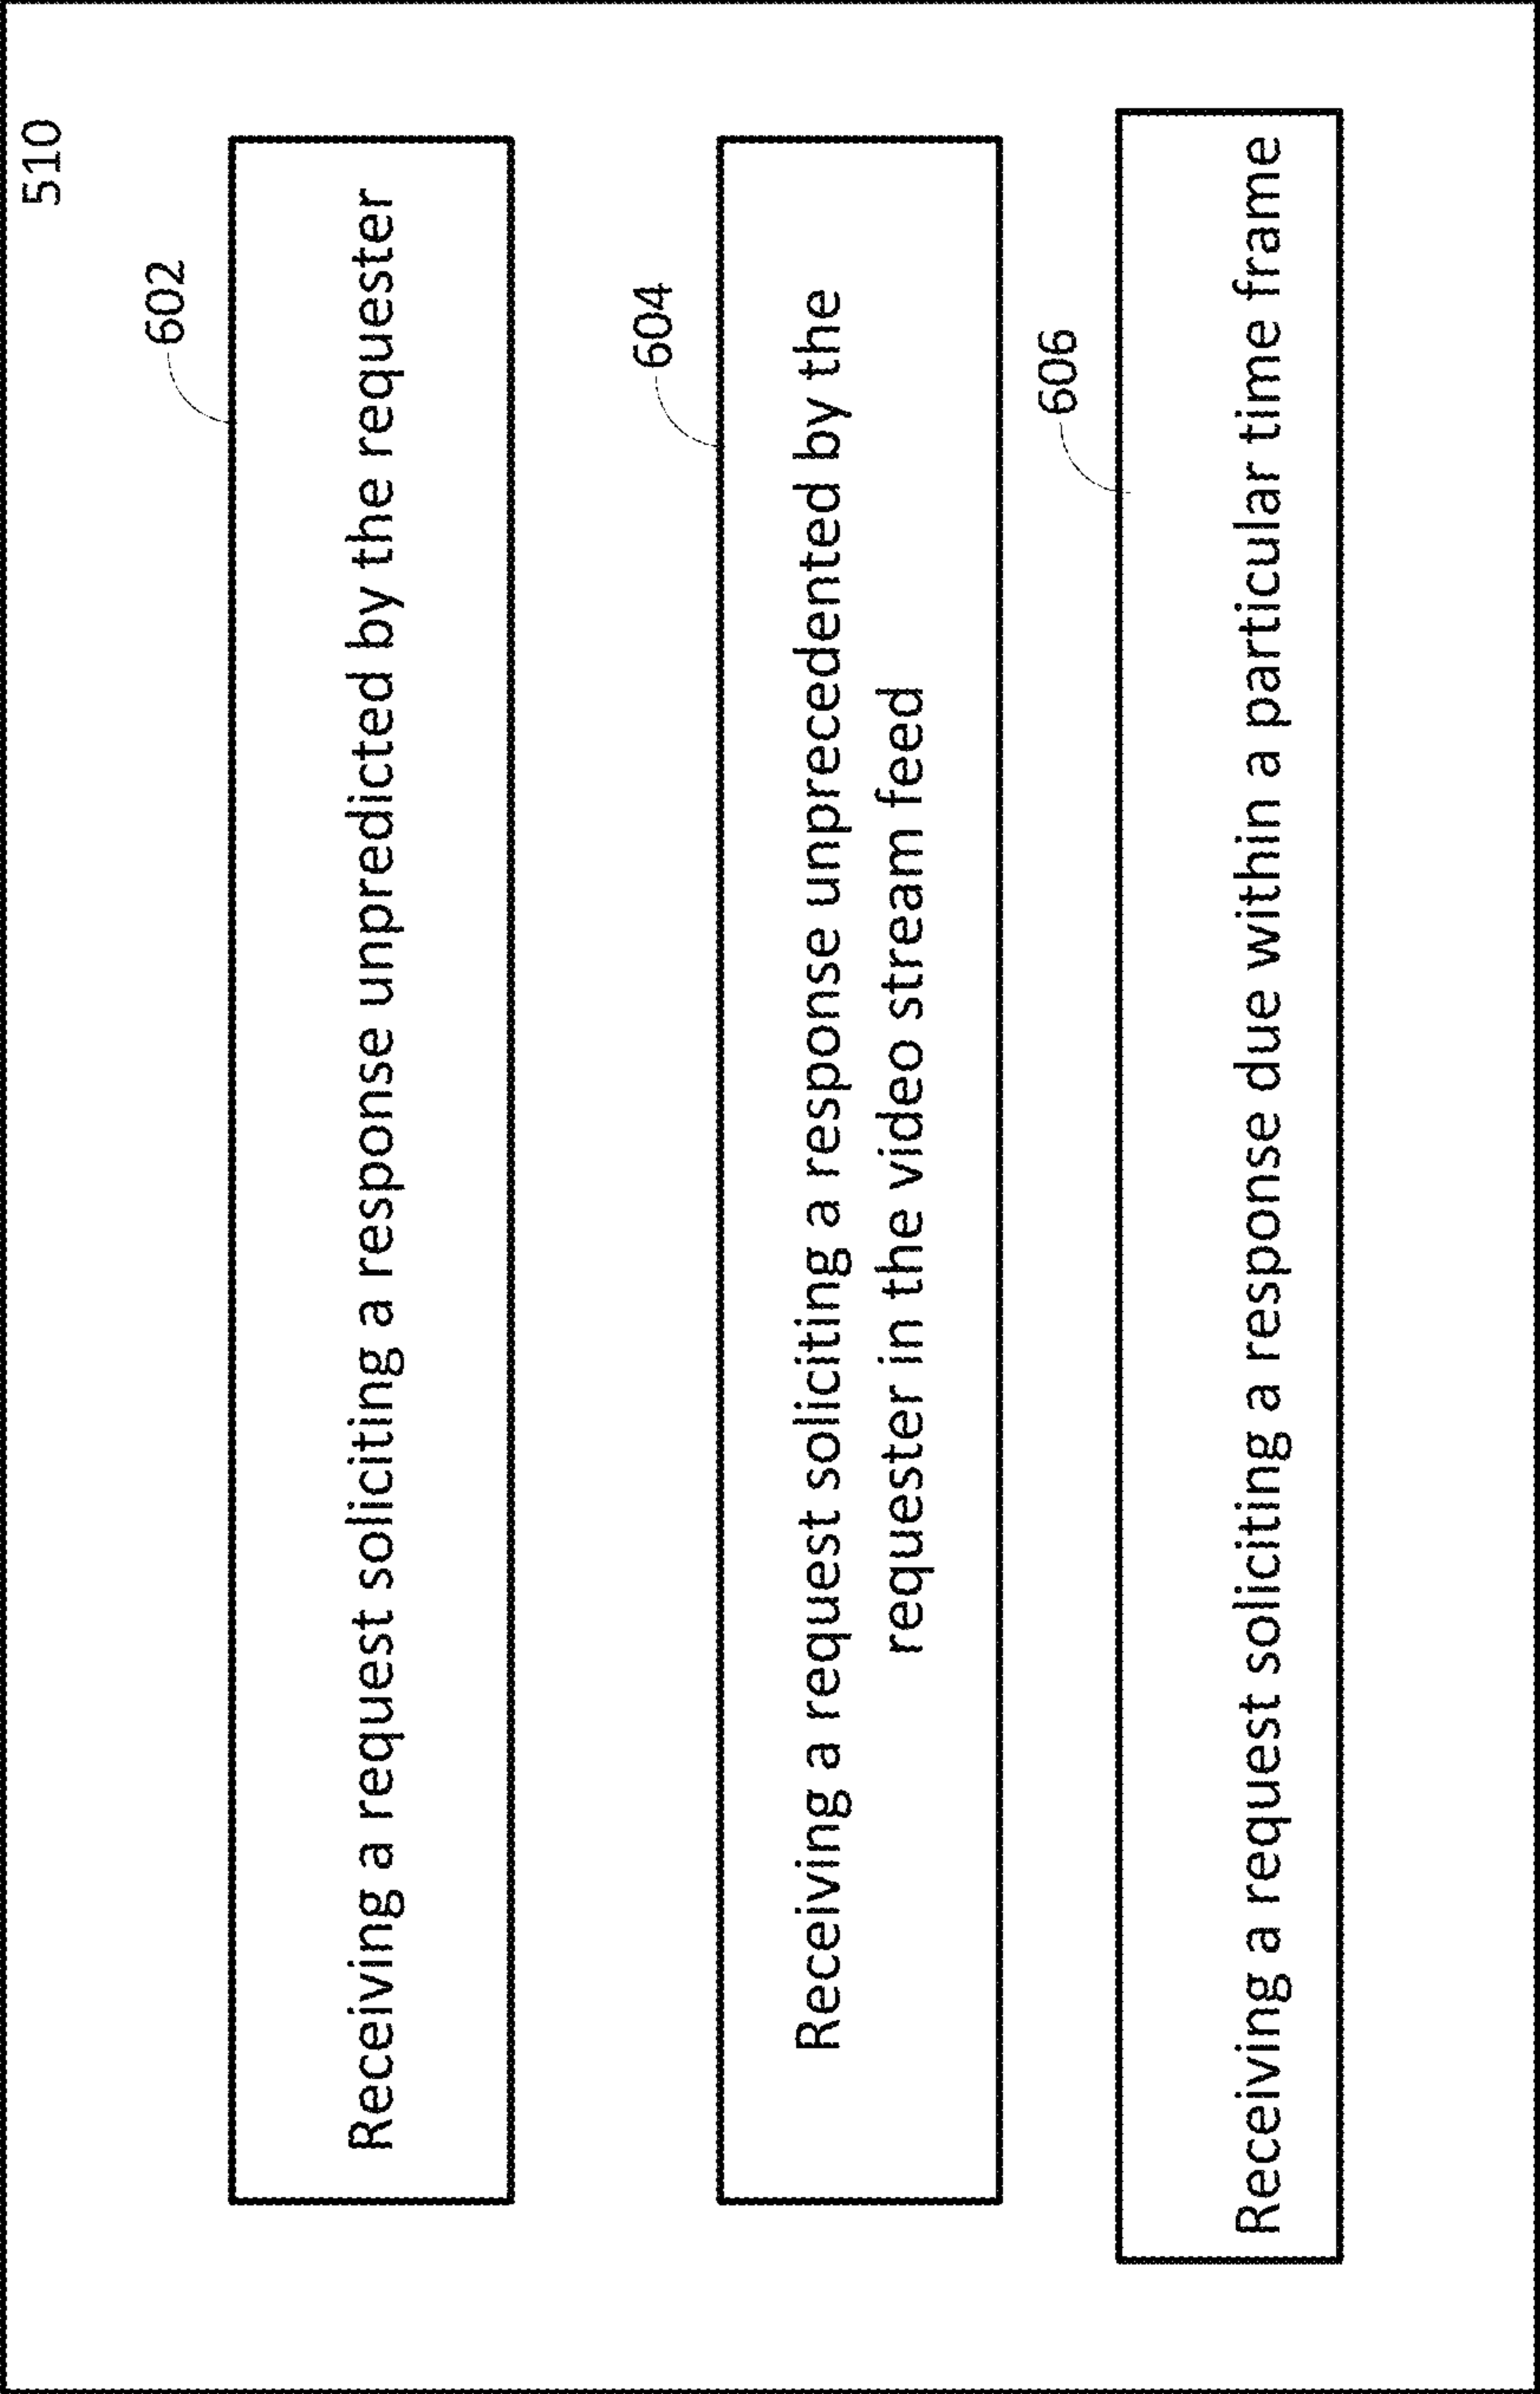 510
602
Receiving a request soliciting a response unpredicted by the requester
604
Receiving a request soliciting a response unprecedented by the
requester in the video stream feed
606
Receiving a request soliciting a response due within a particular time frame